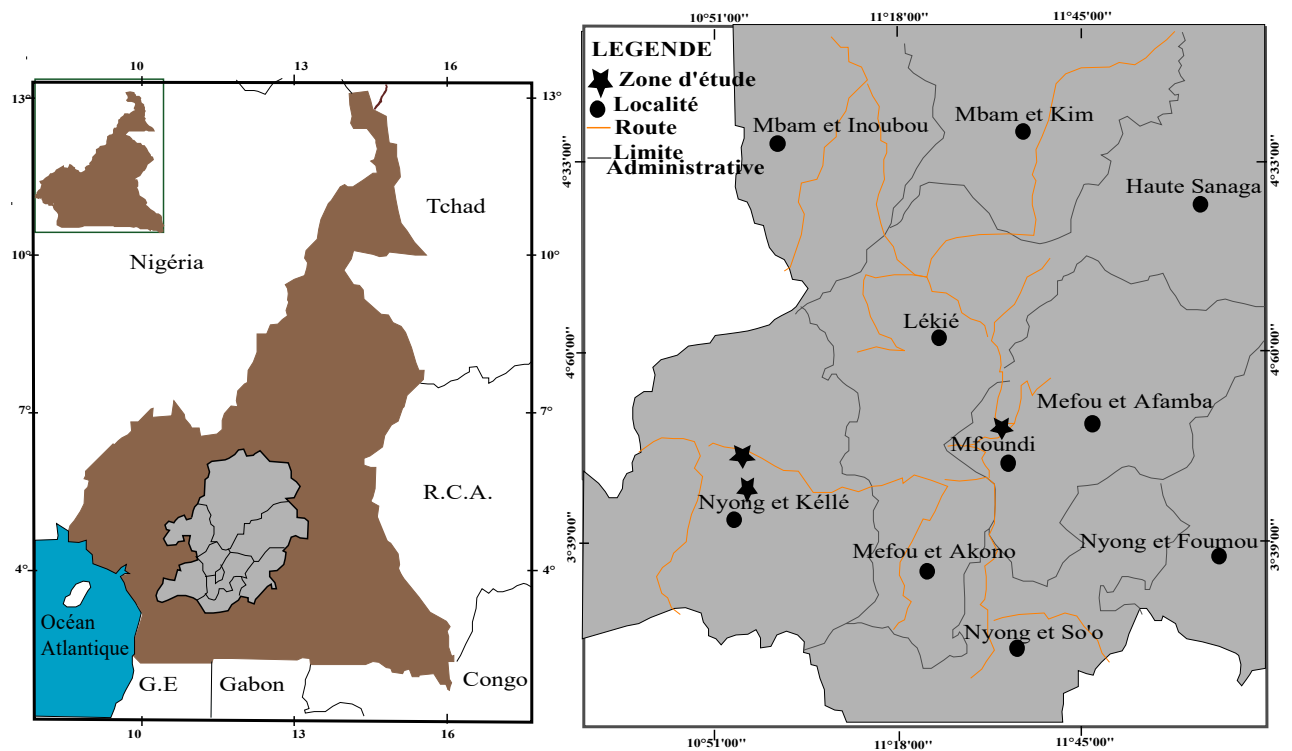 10
13
16
13°
13°
Tchad
10°
10°
Nigéria
7°
7°
R.C.A.
4°
4°
Océan
Atlantique
G.E
Gabon
Congo
10
13
16
10°51'00''
11°18'00''
11°45'00''
LEGENDE
Zone d'étude
Localité
Route
Limite
Administrative
Mbam et Inoubou
Mbam et Kim
Haute Sanaga
4°33'00''
4°33'00''
Lékié
4°60'00''
4°60'00''
Mefou et Afamba
Mfoundi
Nyong et Kéllé
Mefou et Akono
Nyong et Foumou
3°39'00''
3°39'00''
Nyong et So'o
10°51'00''
11°18'00''
11°45'00''